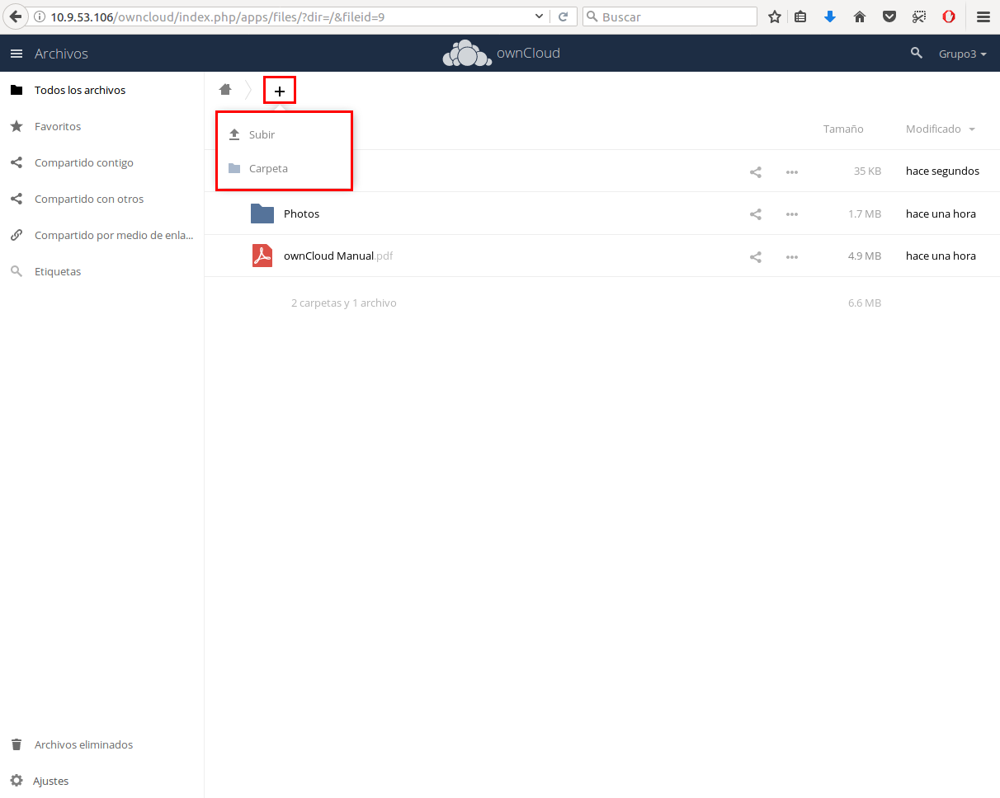 10.9.53.106/owncloud/index.php/apps/files/?dir=/&fileid=9
Buscar
Archivos
ownCloud
Grupo3
Todos los archivos
Favoritos
Compartido contigo
Compartido con otros
Compartido por medio de enla...
Etiquetas
+
Subir
Carpeta
Tamaño Modificado
35 KB hace segundos
Photos 1.7 MB hace una hora
ownCloud Manual.pdf 4.9 MB hace una hora
2 carpetas y 1 archivo 6.6 MB
Archivos eliminados
Ajustes